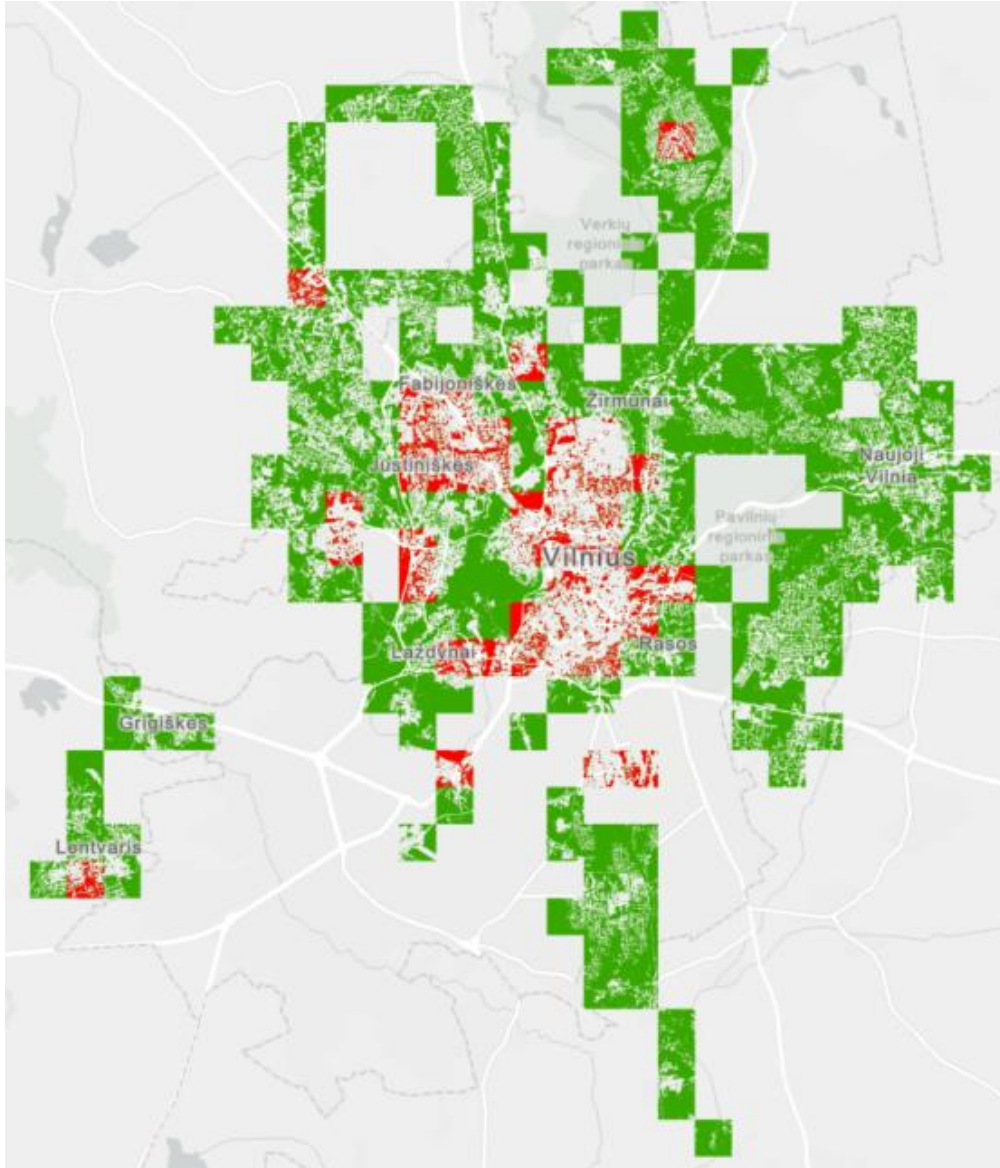 Verkių
regioninis
parkas
Fabijoniškės
Žirmūnai
Justiniškės
Naujoji
Vilnia
Pavilnių
regioninis
parkas
Vilnius
Lazdynai
Rasos
Grigiškės
Lentvaris